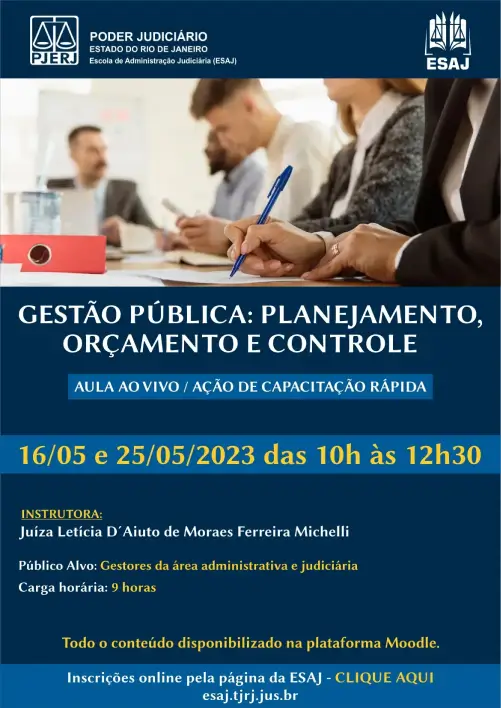 PJERJ
PODER JUDICIÁRIO
ESTADO DO RIO DE JANEIRO
Escola de Administração Judiciária (ESAJ)
ESAJ
GESTÃO PÚBLICA: PLANEJAMENTO,
ORÇAMENTO E CONTROLE
AULA AO VIVO / AÇÃO DE CAPACITAÇÃO RÁPIDA
16/05 e 25/05/2023 das 10h às 12h30
INSTRUTORA:
Juíza Letícia D´Aiuto de Moraes Ferreira Michelli
Público Alvo: Gestores da área administrativa e judiciária
Carga horária: 9 horas
Todo o conteúdo disponibilizado na plataforma Moodle.
Inscrições online pela página da ESAJ - CLIQUE AQUI
esaj.tjrj.jus.br